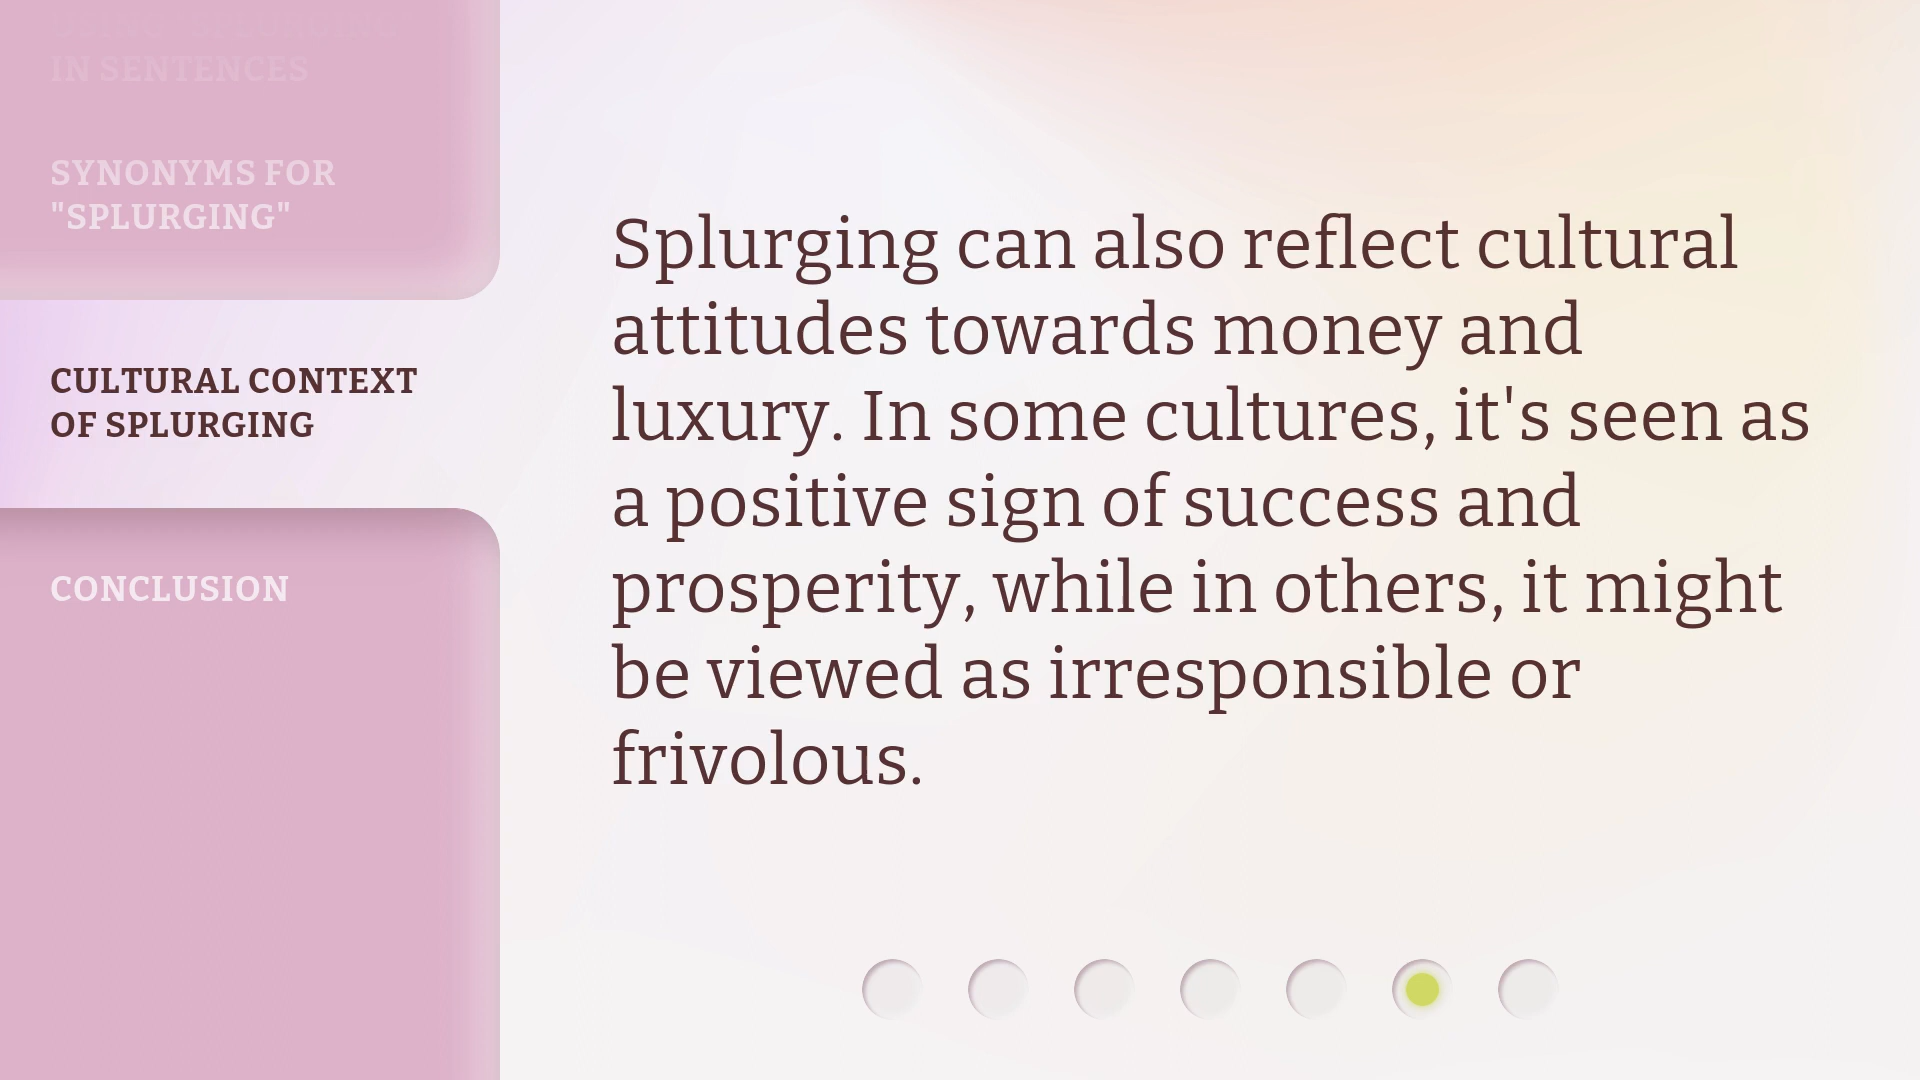 USING "SPLURGING"
IN SENTENCES
SYNONYMS FOR
"SPLURGING"
CULTURAL CONTEXT
OF SPLURGING
CONCLUSION
Splurging can also reflect cultural
attitudes towards money and
luxury. In some cultures, it's seen as
a positive sign of success and
prosperity, while in others, it might
be viewed as irresponsible or
frivolous.